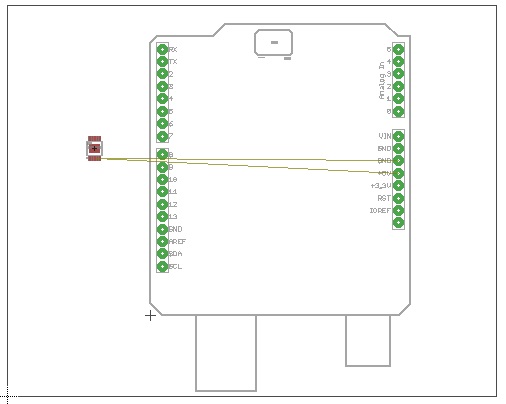 RX
TX
2
3
4
5
6
7
8
9
10
11
12
13
GND
AREF
SDA
SCL
Analog In
5
4
3
2
1
0
VIN
GND
GND
+5V
+3.3V
RST
IOREF